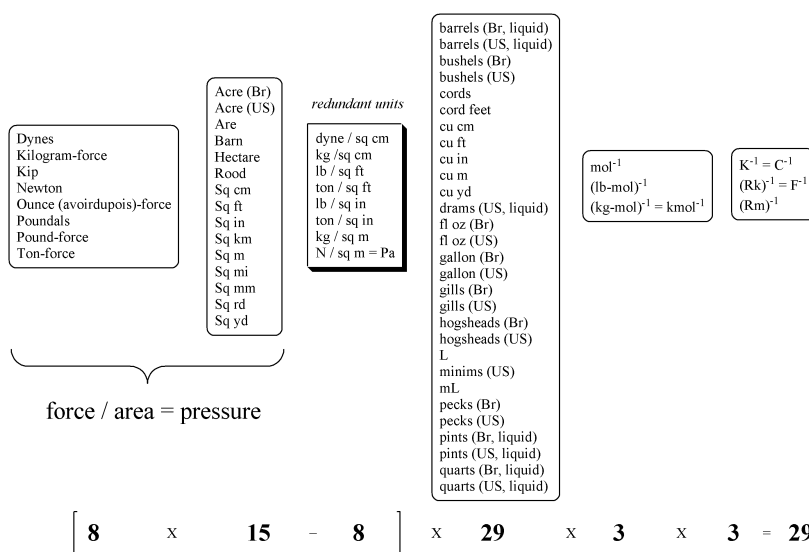 Dynes
Kilogram-force
Kip
Newton
Ounce (avoirdupois)-force
Poundals
Pound-force
Ton-force
Acre (Br)
Acre (US)
Are
Barn
Hectare
Rood
Sq cm
Sq ft
Sq in
Sq km
Sq m
Sq mi
Sq mm
Sq rd
Sq yd
force / area = pressure
redundant units
dyne / sq cm
kg /sq cm
lb / sq ft
ton / sq ft
lb / sq in
ton / sq in
kg / sq m
N / sq m = Pa
barrels (Br, liquid)
barrels (US, liquid)
bushels (Br)
bushels (US)
cords
cord feet
cu cm
cu ft
cu in
cu m
cu yd
drams (US, liquid)
fl oz (Br)
fl oz (US)
gallon (Br)
gallon (US)
gills (Br)
gills (US)
hogsheads (Br)
hogsheads (US)
L
minims (US)
mL
pecks (Br)
pecks (US)
pints (Br, liquid)
pints (US, liquid)
quarts (Br, liquid)
quarts (US, liquid)
mol⁻¹
(lb-mol)⁻¹
(kg-mol)⁻¹ = kmol⁻¹
K⁻¹ = C⁻¹
(Rk)⁻¹ = F⁻¹
(Rm)⁻¹
[ 8 x 15 - 8 ] x 29 x 3 x 3 = 29